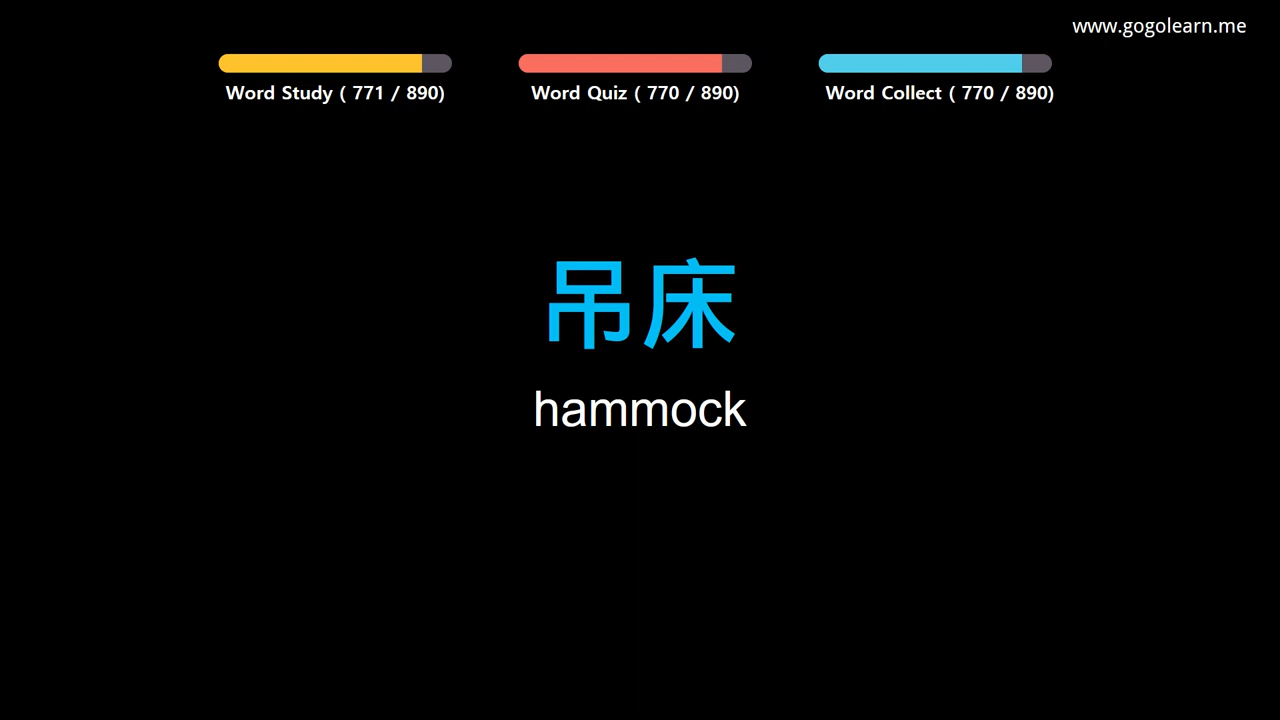 www.gogolearn.me
Word Study ( 771 / 890)
Word Quiz ( 770 / 890)
Word Collect ( 770 / 890)
吊床
hammock